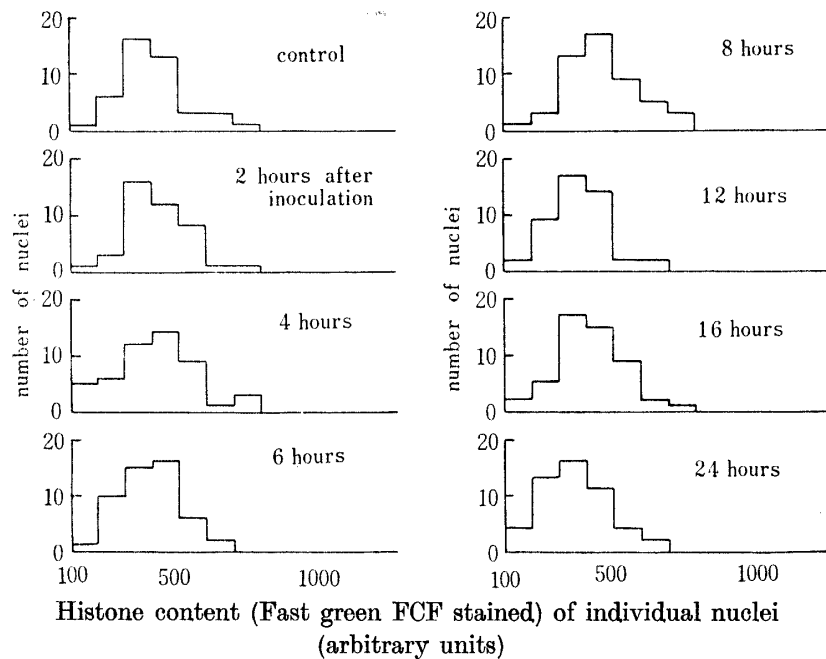 20
10
0
control
20
10
0
2 hours after
inoculation
20
10
0
4 hours
20
10
0
6 hours
100 500 1000
number of nuclei
20
10
0
8 hours
20
10
0
12 hours
20
10
0
16 hours
20
10
0
24 hours
100 500 1000
number of nuclei
Histone content (Fast green FCF stained) of individual nuclei
(arbitrary units)